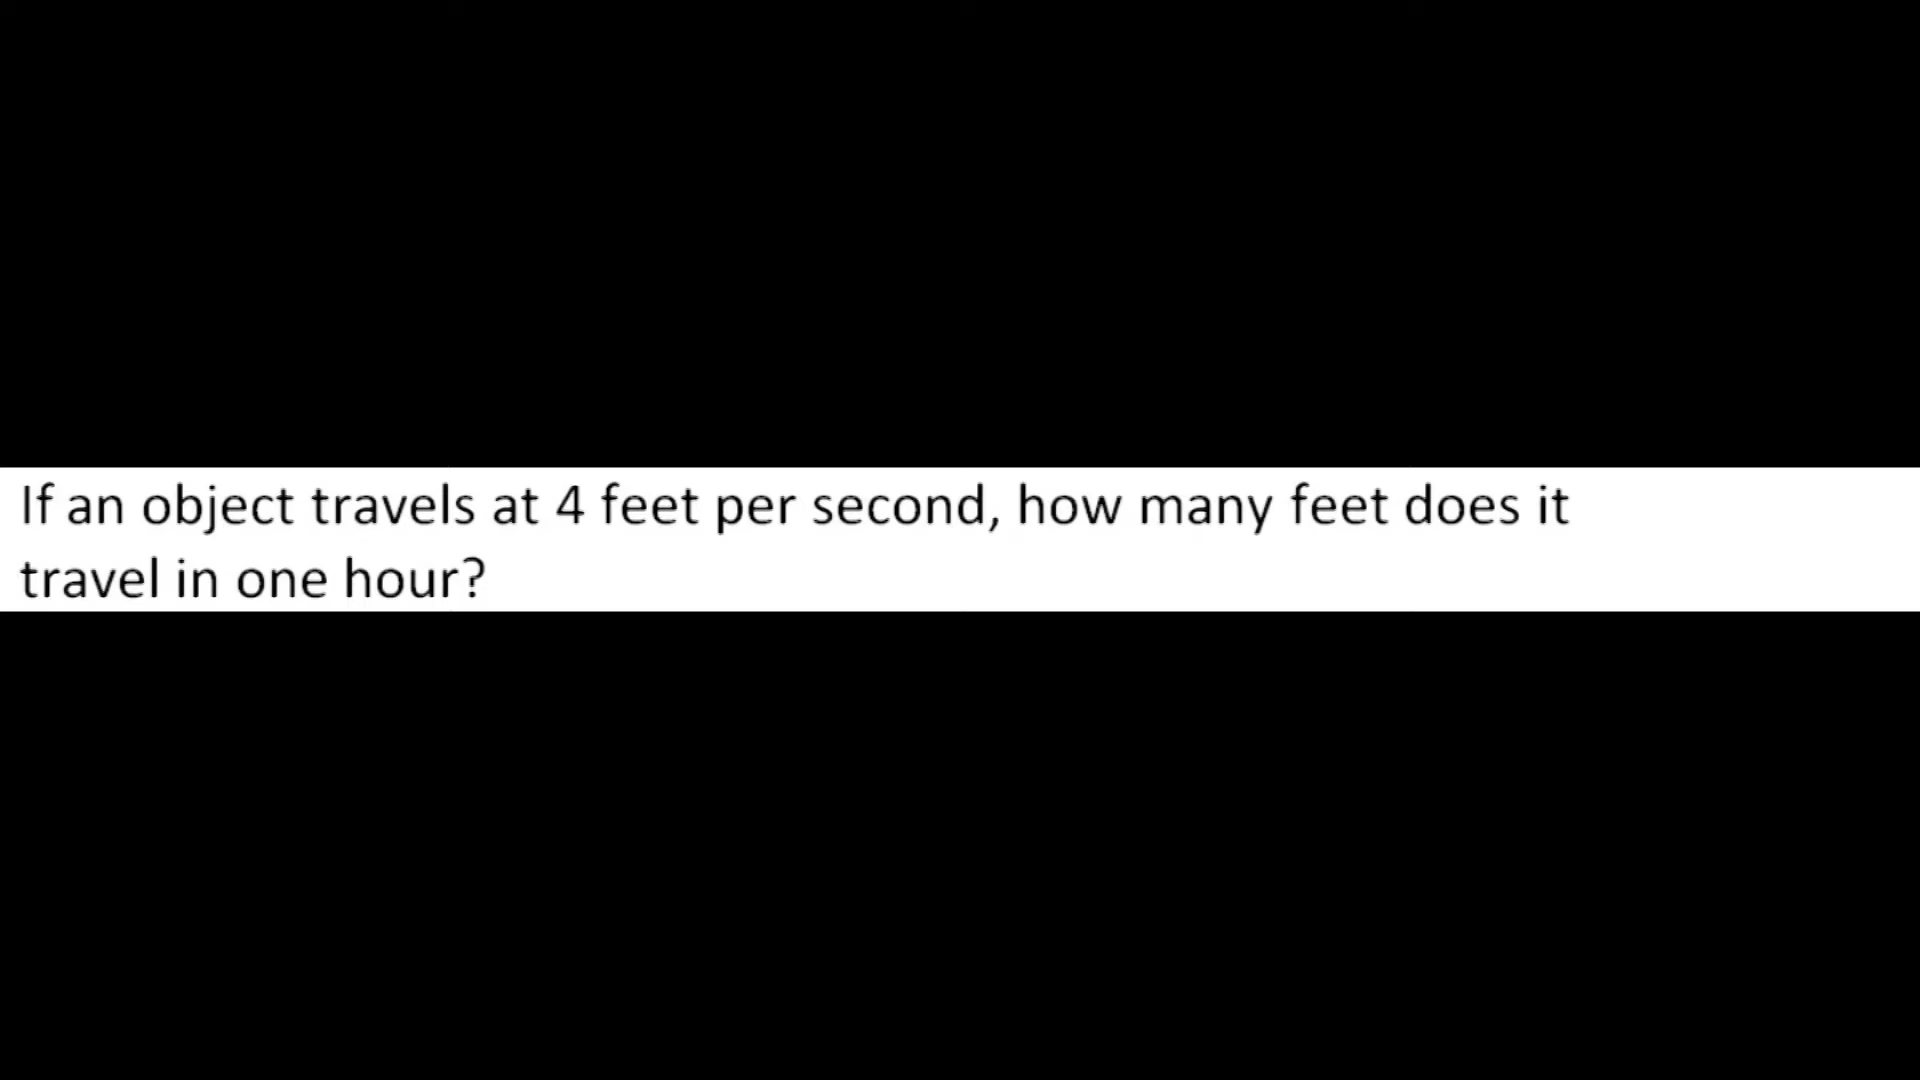 If an object travels at 4 feet per second, how many feet does it
travel in one hour?